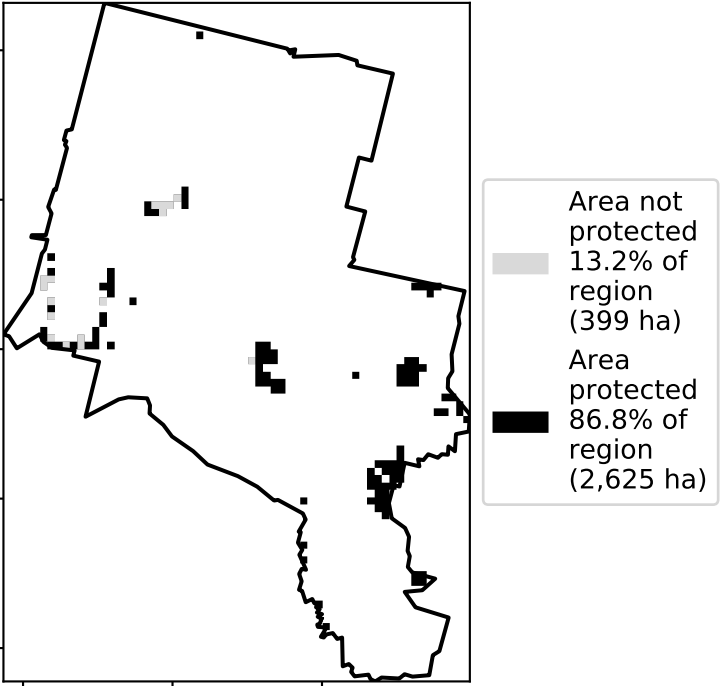 Area not
protected
13.2% of
region
(399 ha)
Area
protected
86.8% of
region
(2,625 ha)